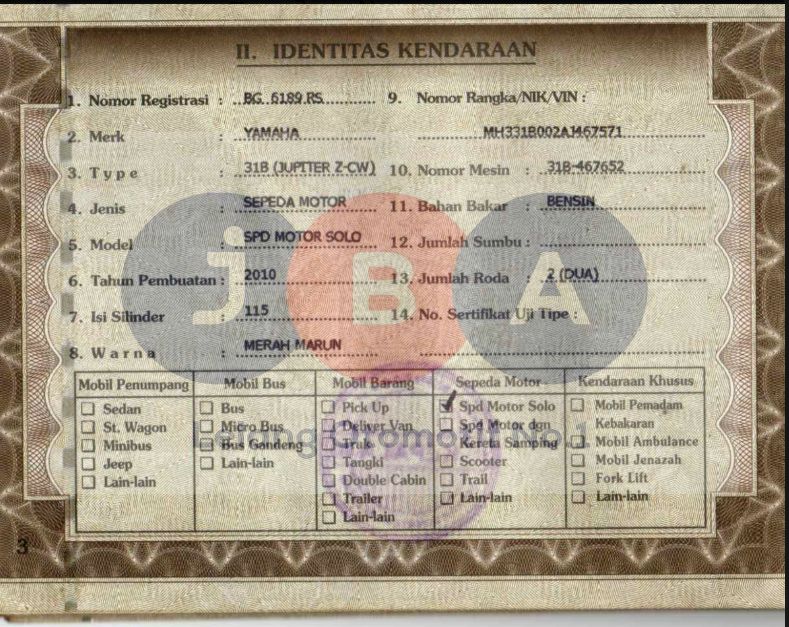 II. IDENTITAS KENDARAAN
1. Nomor Registrasi : BG 6189 RS
2. Merk : YAMAHA
3. Type : 31B (JUPITER Z-CW)
4. Jenis : SEPEDA MOTOR
5. Model : SPD MOTOR SOLO
6. Tahun Pembuatan : 2010
7. Isi Silinder : 115
8. Warna : MERAH MARUN
9. Nomor Rangka/NIK/VIN :
MH331B002AJ467571
10. Nomor Mesin : 31B-467652
11. Bahan Bakar : BENSIN
12. Jumlah Sumbu :
13. Jumlah Roda : 2 (DUA)
14. No. Sertifikat Uji Tipe :
JBA
Mobil Penumpang
Sedan
St. Wagon
Minibus
Jeep
Lain-lain
Mobil Bus
Bus
Micro Bus
Bus Gandeng
Lain-lain
Mobil Barang
Pick Up
Deliver Van
Truk
Tangki
Double Cabin
Trailer
Lain-lain
Sepeda Motor
Spd Motor Solo
Spd Motor dgn
Kereta Samping
Scooter
Trail
Lain-lain
Kendaraan Khusus
Mobil Pemadam
Kebakaran
Mobil Ambulance
Mobil Jenazah
Fork Lift
Lain-lain
3